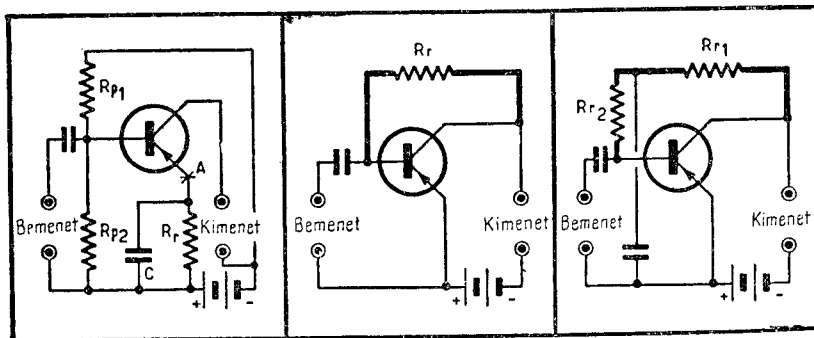 Rp1
A
Bemenet
Kimenet
Rp2
Rr
C
+
-
Rr
Bemenet
Kimenet
+
-
Rr1
Rr2
Bemenet
Kimenet
+
-